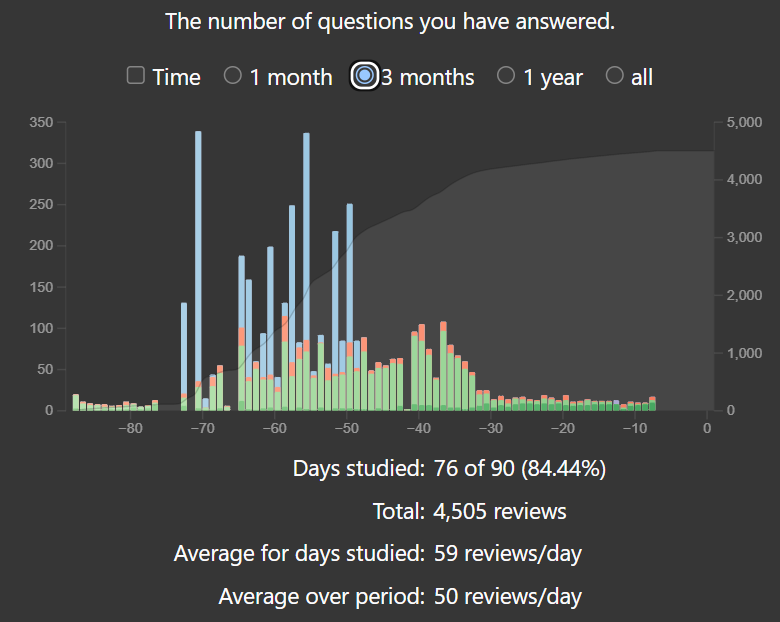 The number of questions you have answered.
Time 1 month 3 months 1 year all
350 5,000
300
4,000
250
200 3,000
150 2,000
100
1,000
50
0 0
−80 −70 −60 −50 −40 −30 −20 −10 0
Days studied: 76 of 90 (84.44%)
Total: 4,505 reviews
Average for days studied: 59 reviews/day
Average over period: 50 reviews/day